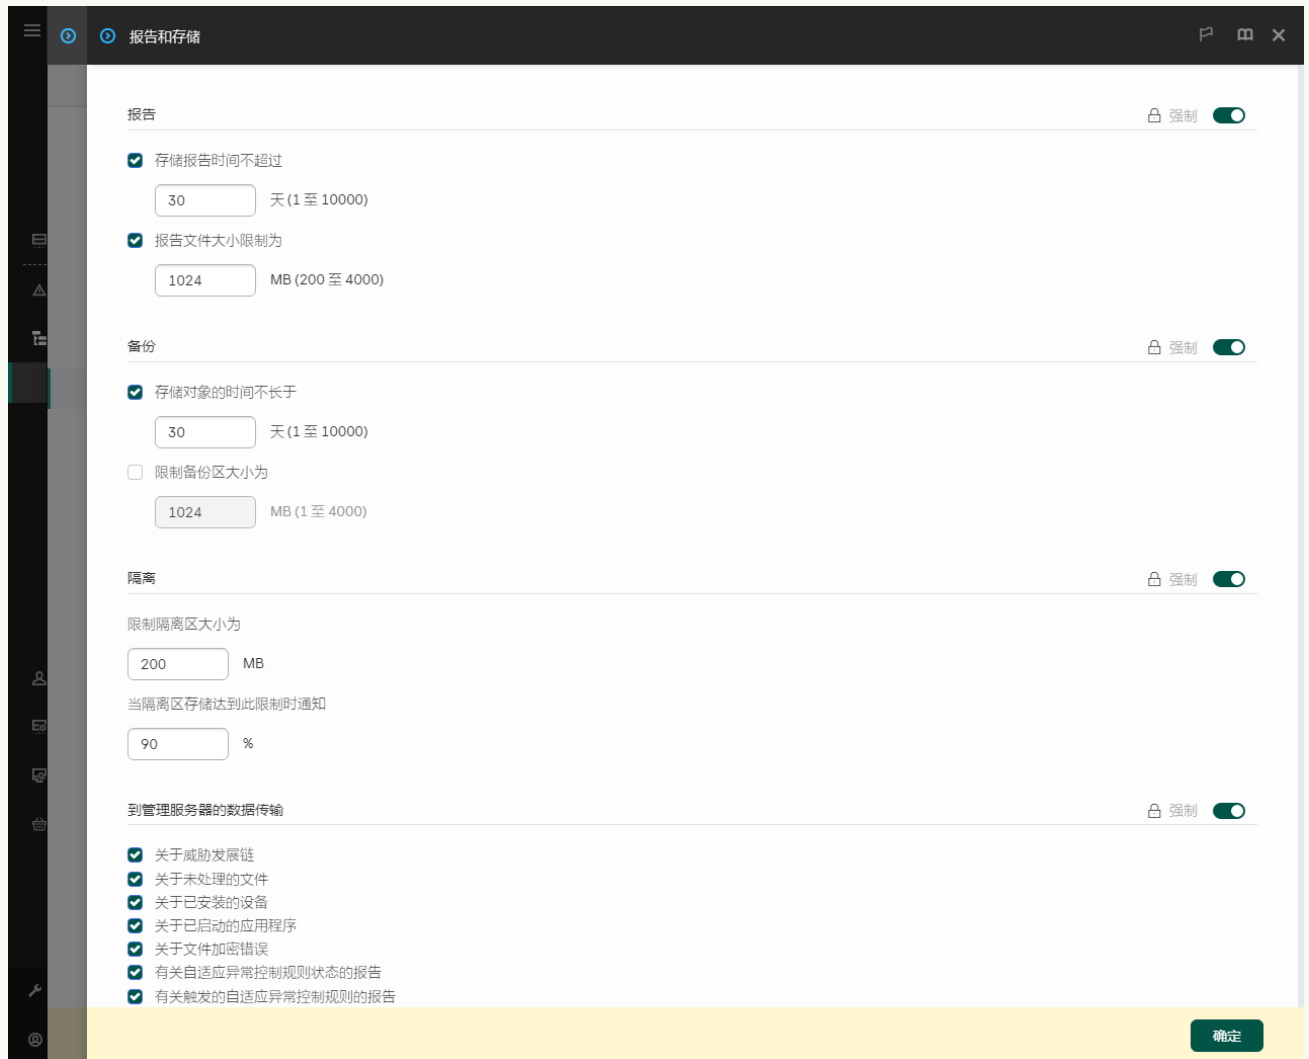 报告和存储
报告 强制
存储报告时间不超过
30 天 (1 至 10000)
报告文件大小限制为
1024 MB (200 至 4000)
备份 强制
存储对象的时间不长于
30 天 (1 至 10000)
限制备份区大小为
1024 MB (1 至 4000)
隔离 强制
限制隔离区大小为
200 MB
当隔离区存储达到此限制时通知
90 %
到管理服务器的数据传输 强制
关于威胁发展链
关于未处理的文件
关于已安装的设备
关于已启动的应用程序
关于文件加密错误
有关自适应异常控制规则状态的报告
有关触发的自适应异常控制规则的报告
确定